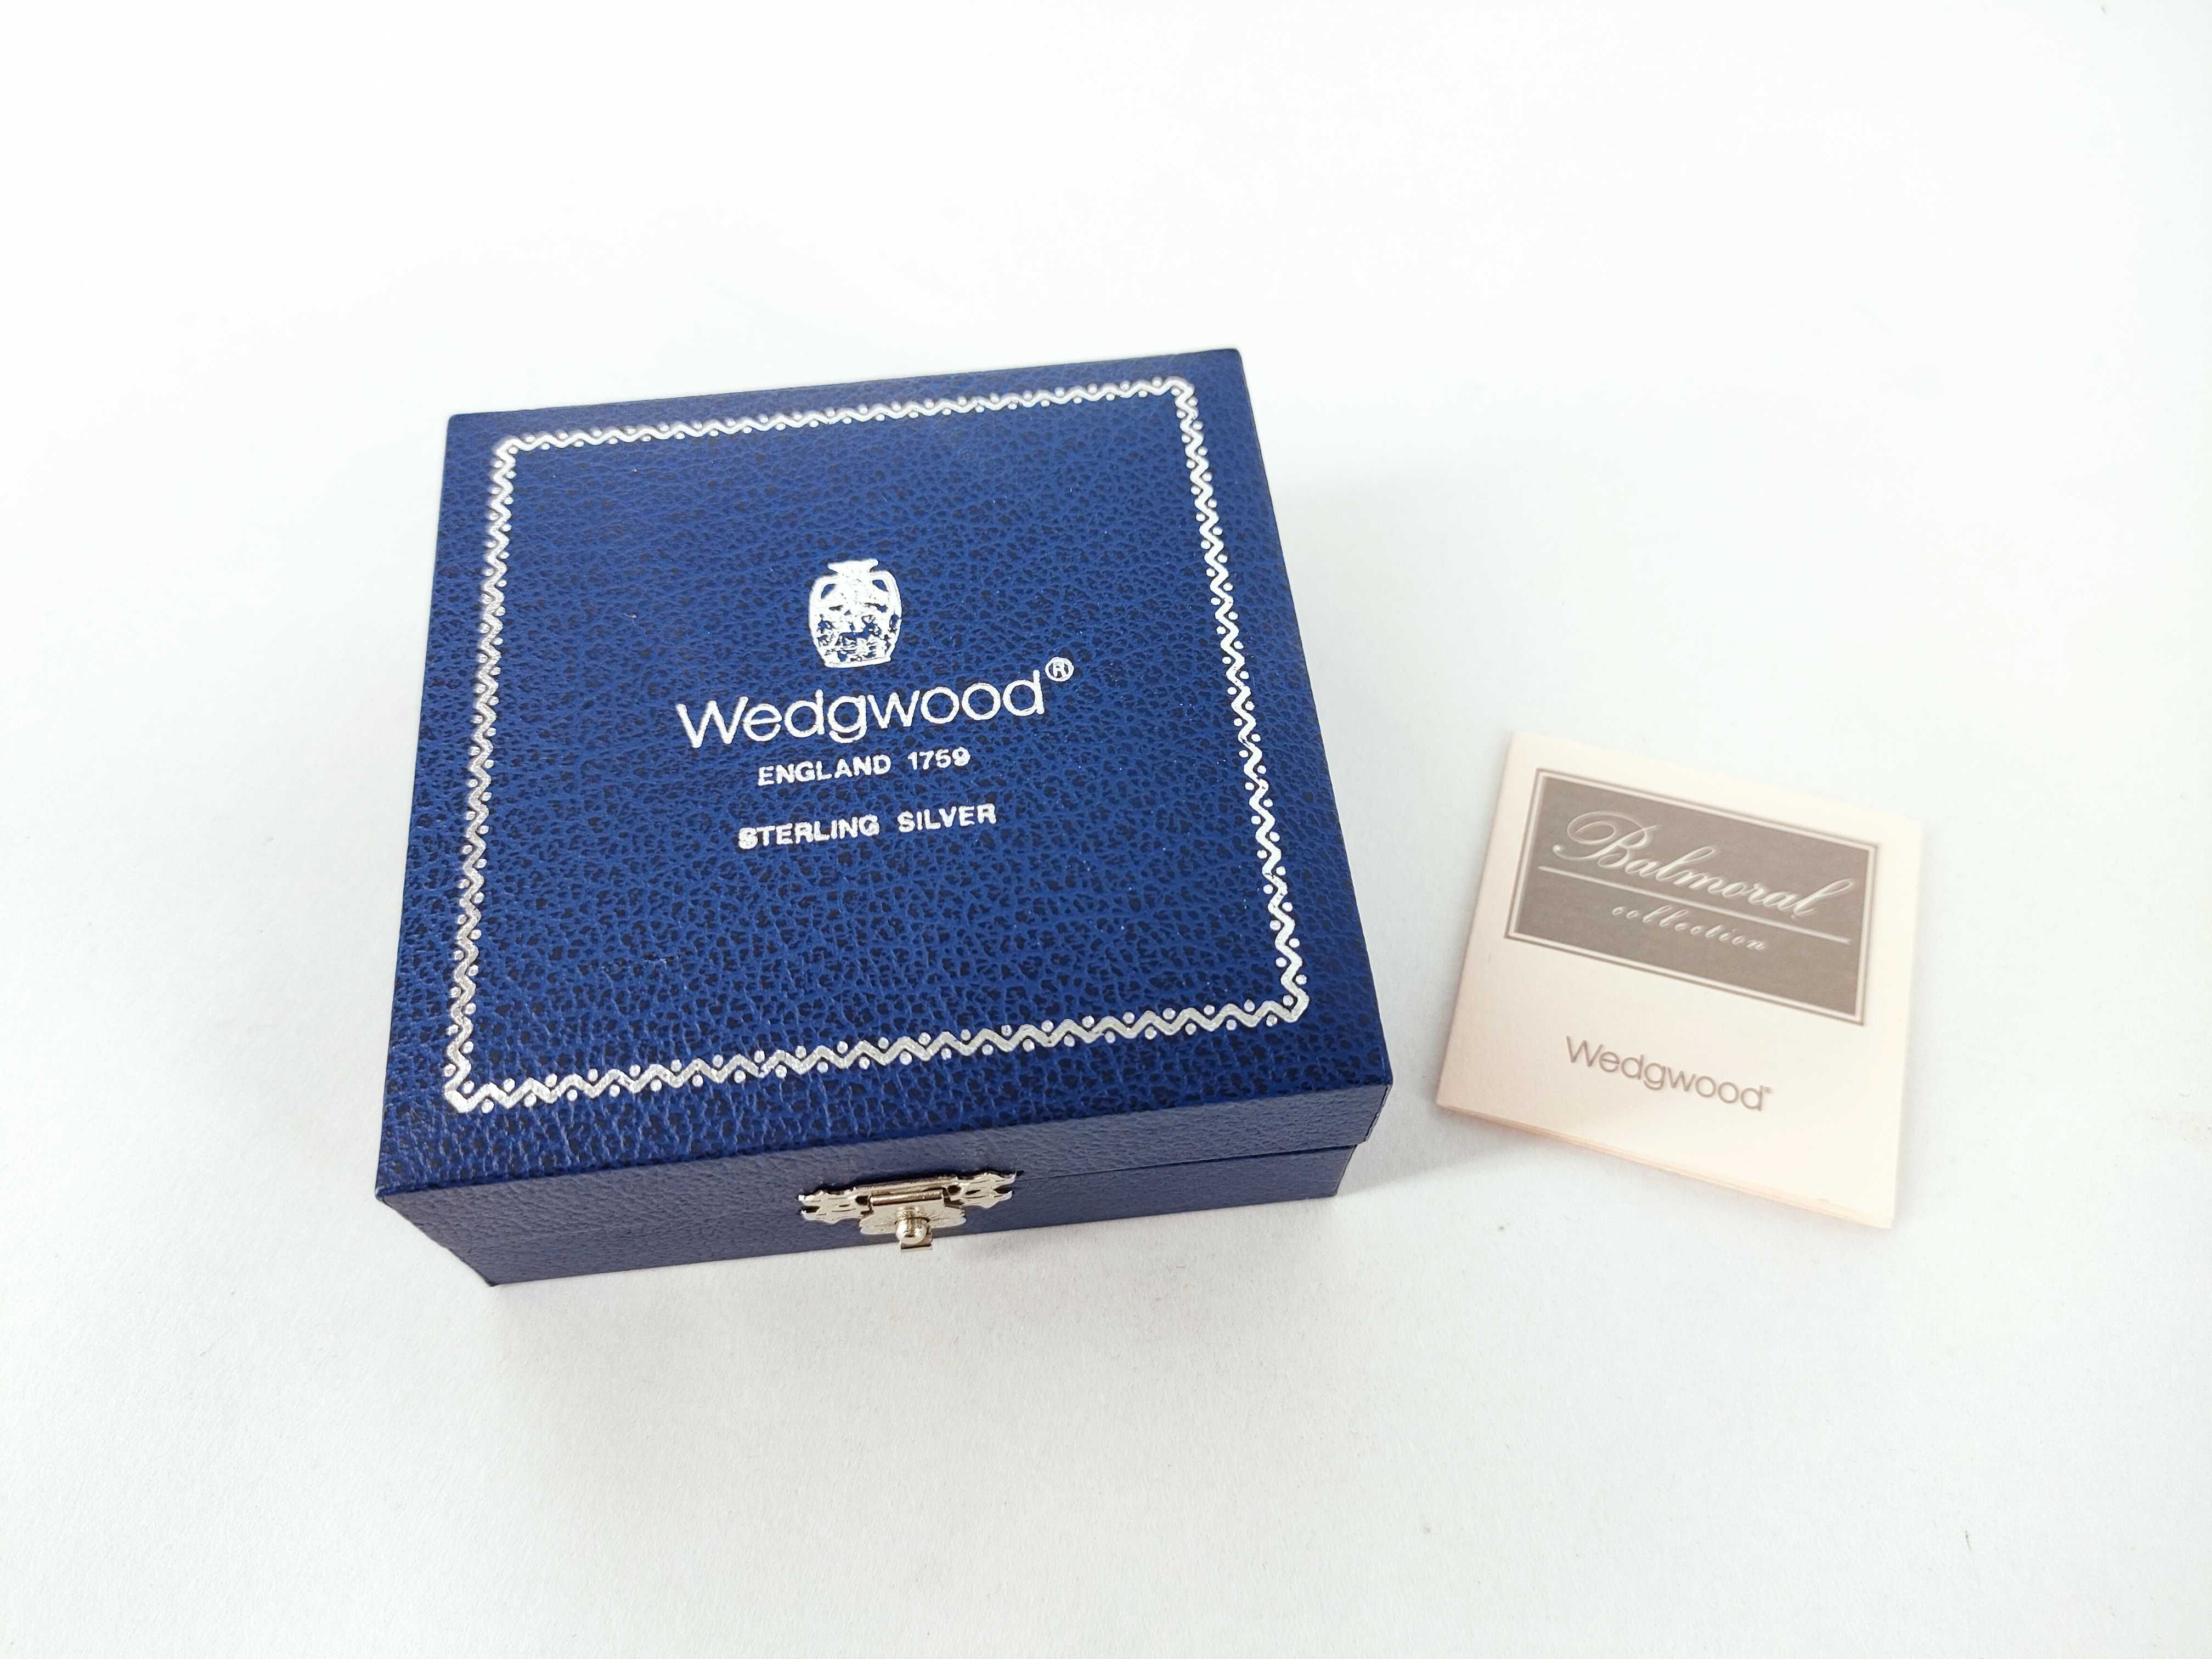 Wedgwood®
ENGLAND 1759
STERLING SILVER
Balmoral
collection
Wedgwood®